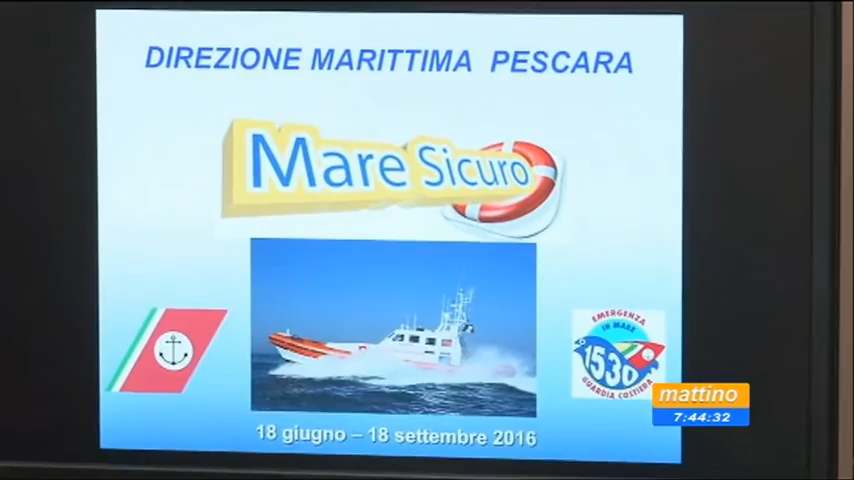 DIREZIONE MARITTIMA PESCARA
Mare Sicuro
EMERGENZA
IN MARE
1530
GUARDIA COSTIERA
mattino
7:44:32
18 giugno – 18 settembre 2016